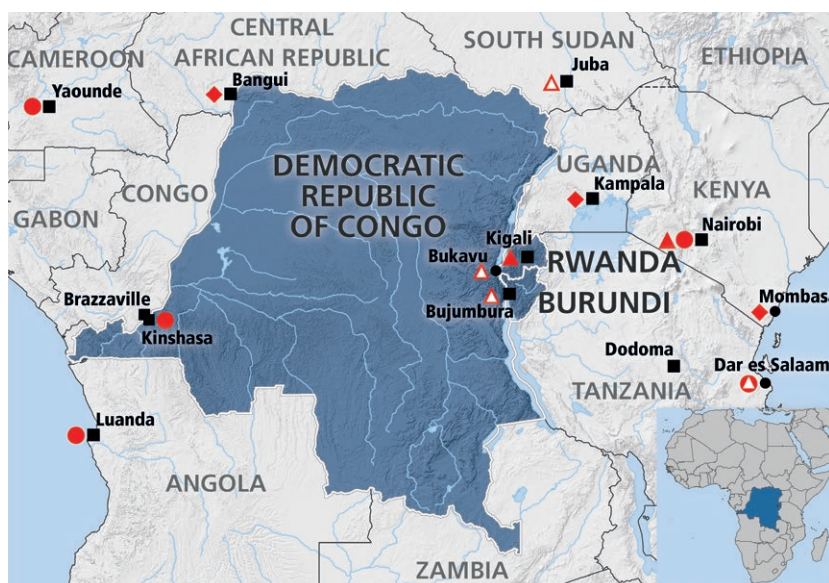 CENTRAL
AFRICAN REPUBLIC
SOUTH SUDAN
ETHIOPIA
CAMEROON
Yaounde
Bangui
Juba
DEMOCRATIC
REPUBLIC
OF CONGO
UGANDA
Kampala
KENYA
CONGO
GABON
Nairobi
Kigali
Bukavu
RWANDA
BURUNDI
Bujumbura
Mombasa
Brazzaville
Kinshasa
Dodoma
Dar es Salaam
TANZANIA
Luanda
ANGOLA
ZAMBIA